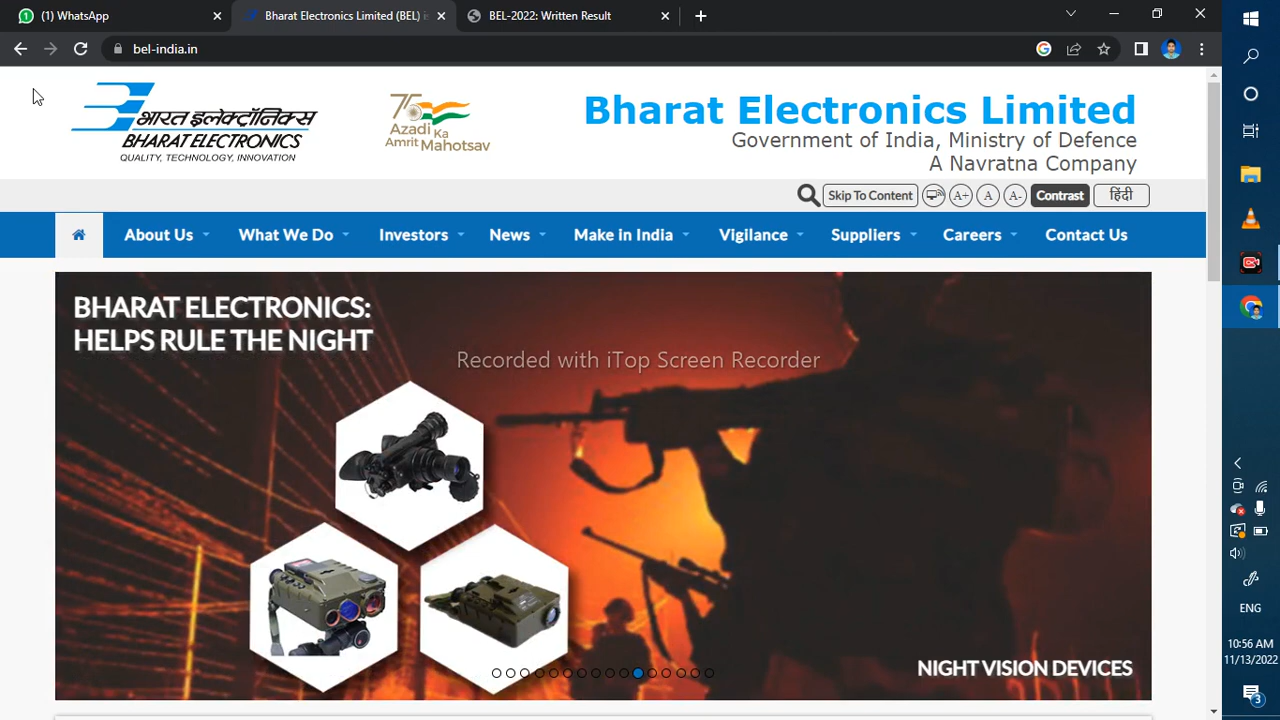 (1) WhatsApp
Bharat Electronics Limited (BEL) is
BEL-2022: Written Result
bel-india.in
भारत इलेक्ट्रॉनिक्स
BHARAT ELECTRONICS
QUALITY, TECHNOLOGY, INNOVATION
75
Azadi Ka
Amrit Mahotsav
Bharat Electronics Limited
Government of India, Ministry of Defence
A Navratna Company
Skip To Content
A+
A
A-
Contrast
हिंदी
About Us
What We Do
Investors
News
Make in India
Vigilance
Suppliers
Careers
Contact Us
BHARAT ELECTRONICS:
HELPS RULE THE NIGHT
Recorded with iTop Screen Recorder
NIGHT VISION DEVICES
ENG
10:56 AM
11/13/2022
3